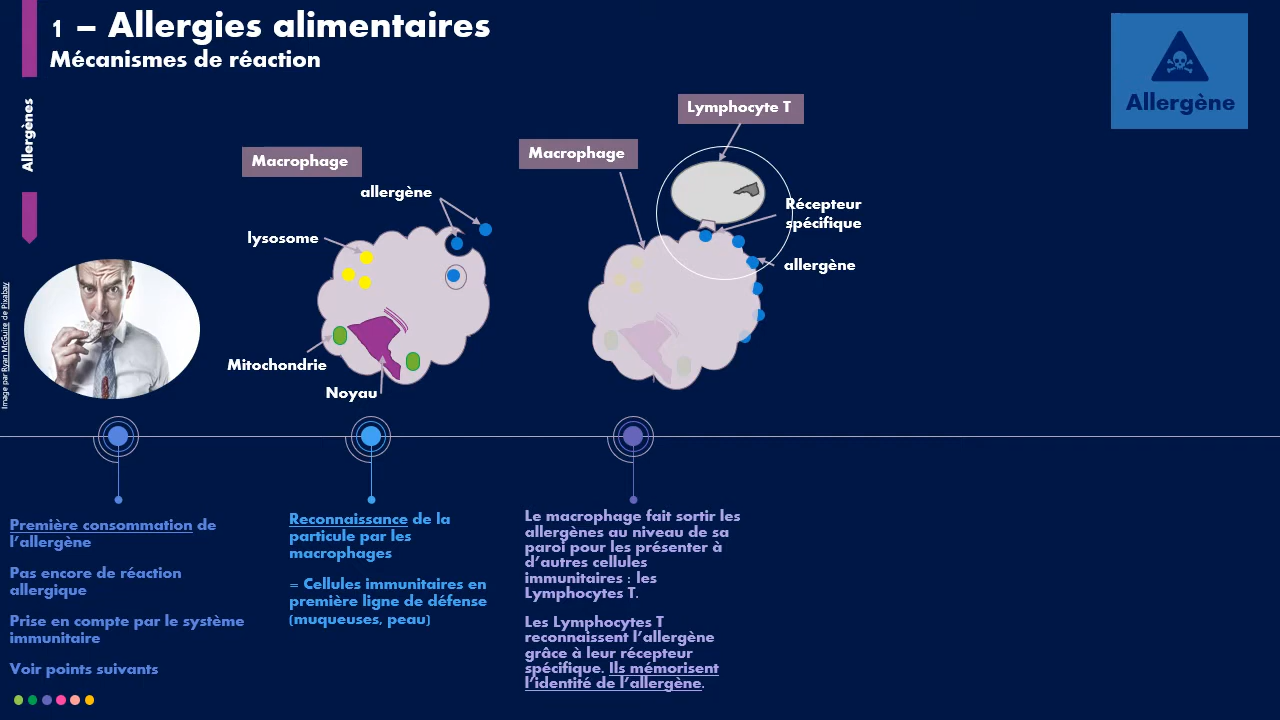 1 – Allergies alimentaires
Mécanismes de réaction
Allergène
Allergènes
Lymphocyte T
Macrophage
Macrophage
allergène
lysosome
Récepteur
spécifique
allergène
Mitochondrie
Noyau
Image par Ryan McGuire de Pixabay
Première consommation de
l’allergène
Pas encore de réaction
allergique
Prise en compte par le système
immunitaire
Voir points suivants
Reconnaissance de la
particule par les
macrophages
= Cellules immunitaires en
première ligne de défense
(muqueuses, peau)
Le macrophage fait sortir les
allergènes au niveau de sa
paroi pour les présenter à
d’autres cellules
immunitaires : les
Lymphocytes T.
Les Lymphocytes T
reconnaissent l’allergène
grâce à leur récepteur
spécifique. Ils mémorisent
l’identité de l’allergène.